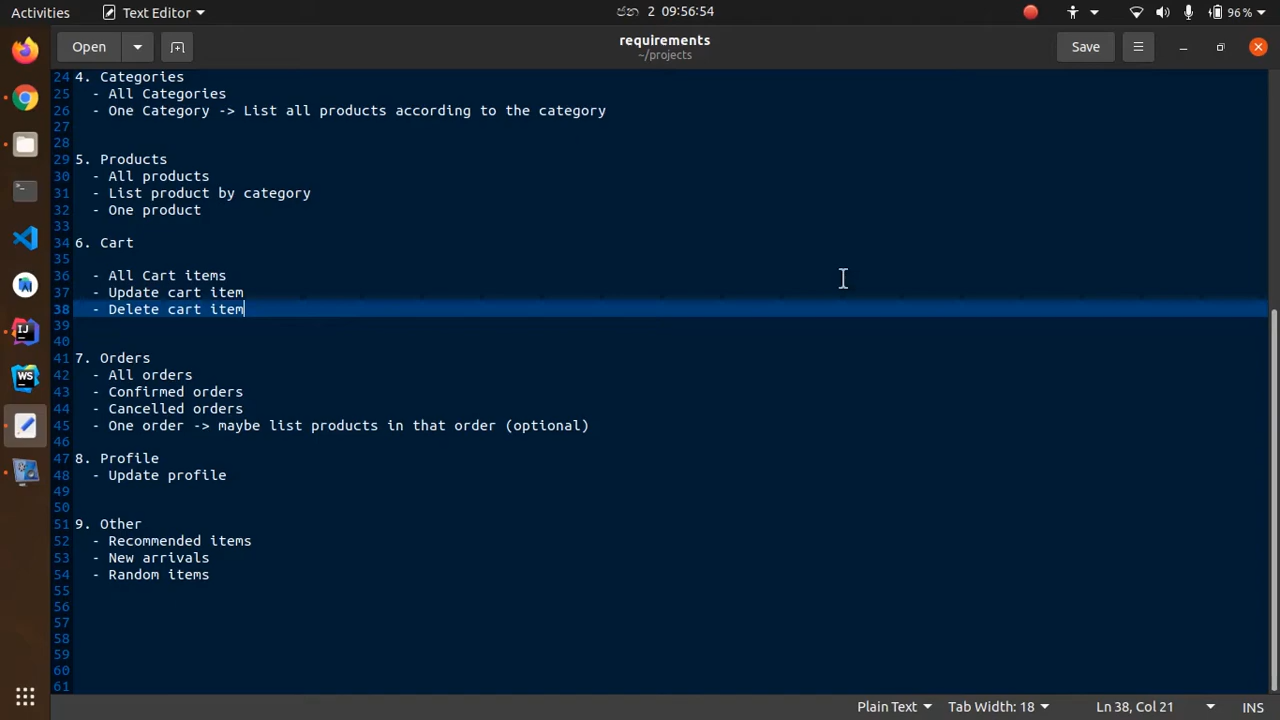 Activities Text Editor ජන 2 09:56:54 96%
Open requirements Save
~/projects
24 4. Categories
25 - All Categories
26 - One Category -> List all products according to the category
27
28
29 5. Products
30 - All products
31 - List product by category
32 - One product
33
34 6. Cart
35
36 - All Cart items
37 - Update cart item
38 - Delete cart item
39
40
41 7. Orders
42 - All orders
43 - Confirmed orders
44 - Cancelled orders
45 - One order -> maybe list products in that order (optional)
46
47 8. Profile
48 - Update profile
49
50
51 9. Other
52 - Recommended items
53 - New arrivals
54 - Random items
55
56
57
58
59
60
61
Plain Text Tab Width: 18 Ln 38, Col 21 INS